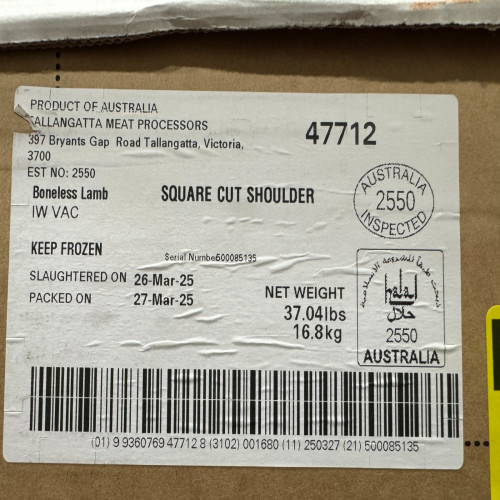 PRODUCT OF AUSTRALIA
TALLANGATTA MEAT PROCESSORS
47712
397 Bryants Gap Road Tallangatta, Victoria,
3700
EST NO: 2550
Boneless Lamb
SQUARE CUT SHOULDER
IW VAC
AUSTRALIA
2550
INSPECTED
KEEP FROZEN
Serial Number500085135
SLAUGHTERED ON 26-Mar-25
PACKED ON 27-Mar-25
NET WEIGHT
37.04lbs
16.8kg
halal
حلال
2550
AUSTRALIA
(01) 9 9360769 47712 8 (3102) 001680 (11) 250327 (21) 500085135